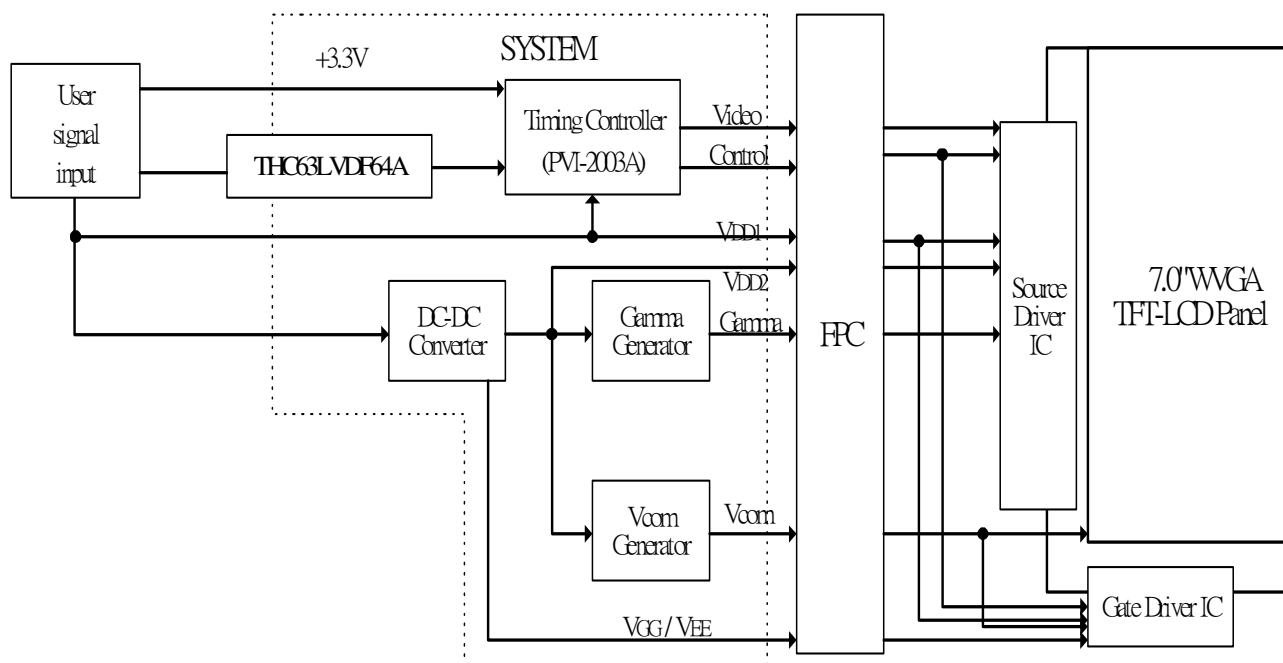 SYSTEM
+3.3V
User
signal
input
THC63LVDF64A
Timing Controller
(PVI-2003A)
Video
Control
VDD1
VDD2
DC-DC
Converter
Gamma
Generator
Gamma
FPC
Source
Driver
IC
7.0" WVGA
TFT-LCD Panel
Vcom
Generator
Vcom
Gate Driver IC
VGG / VEE